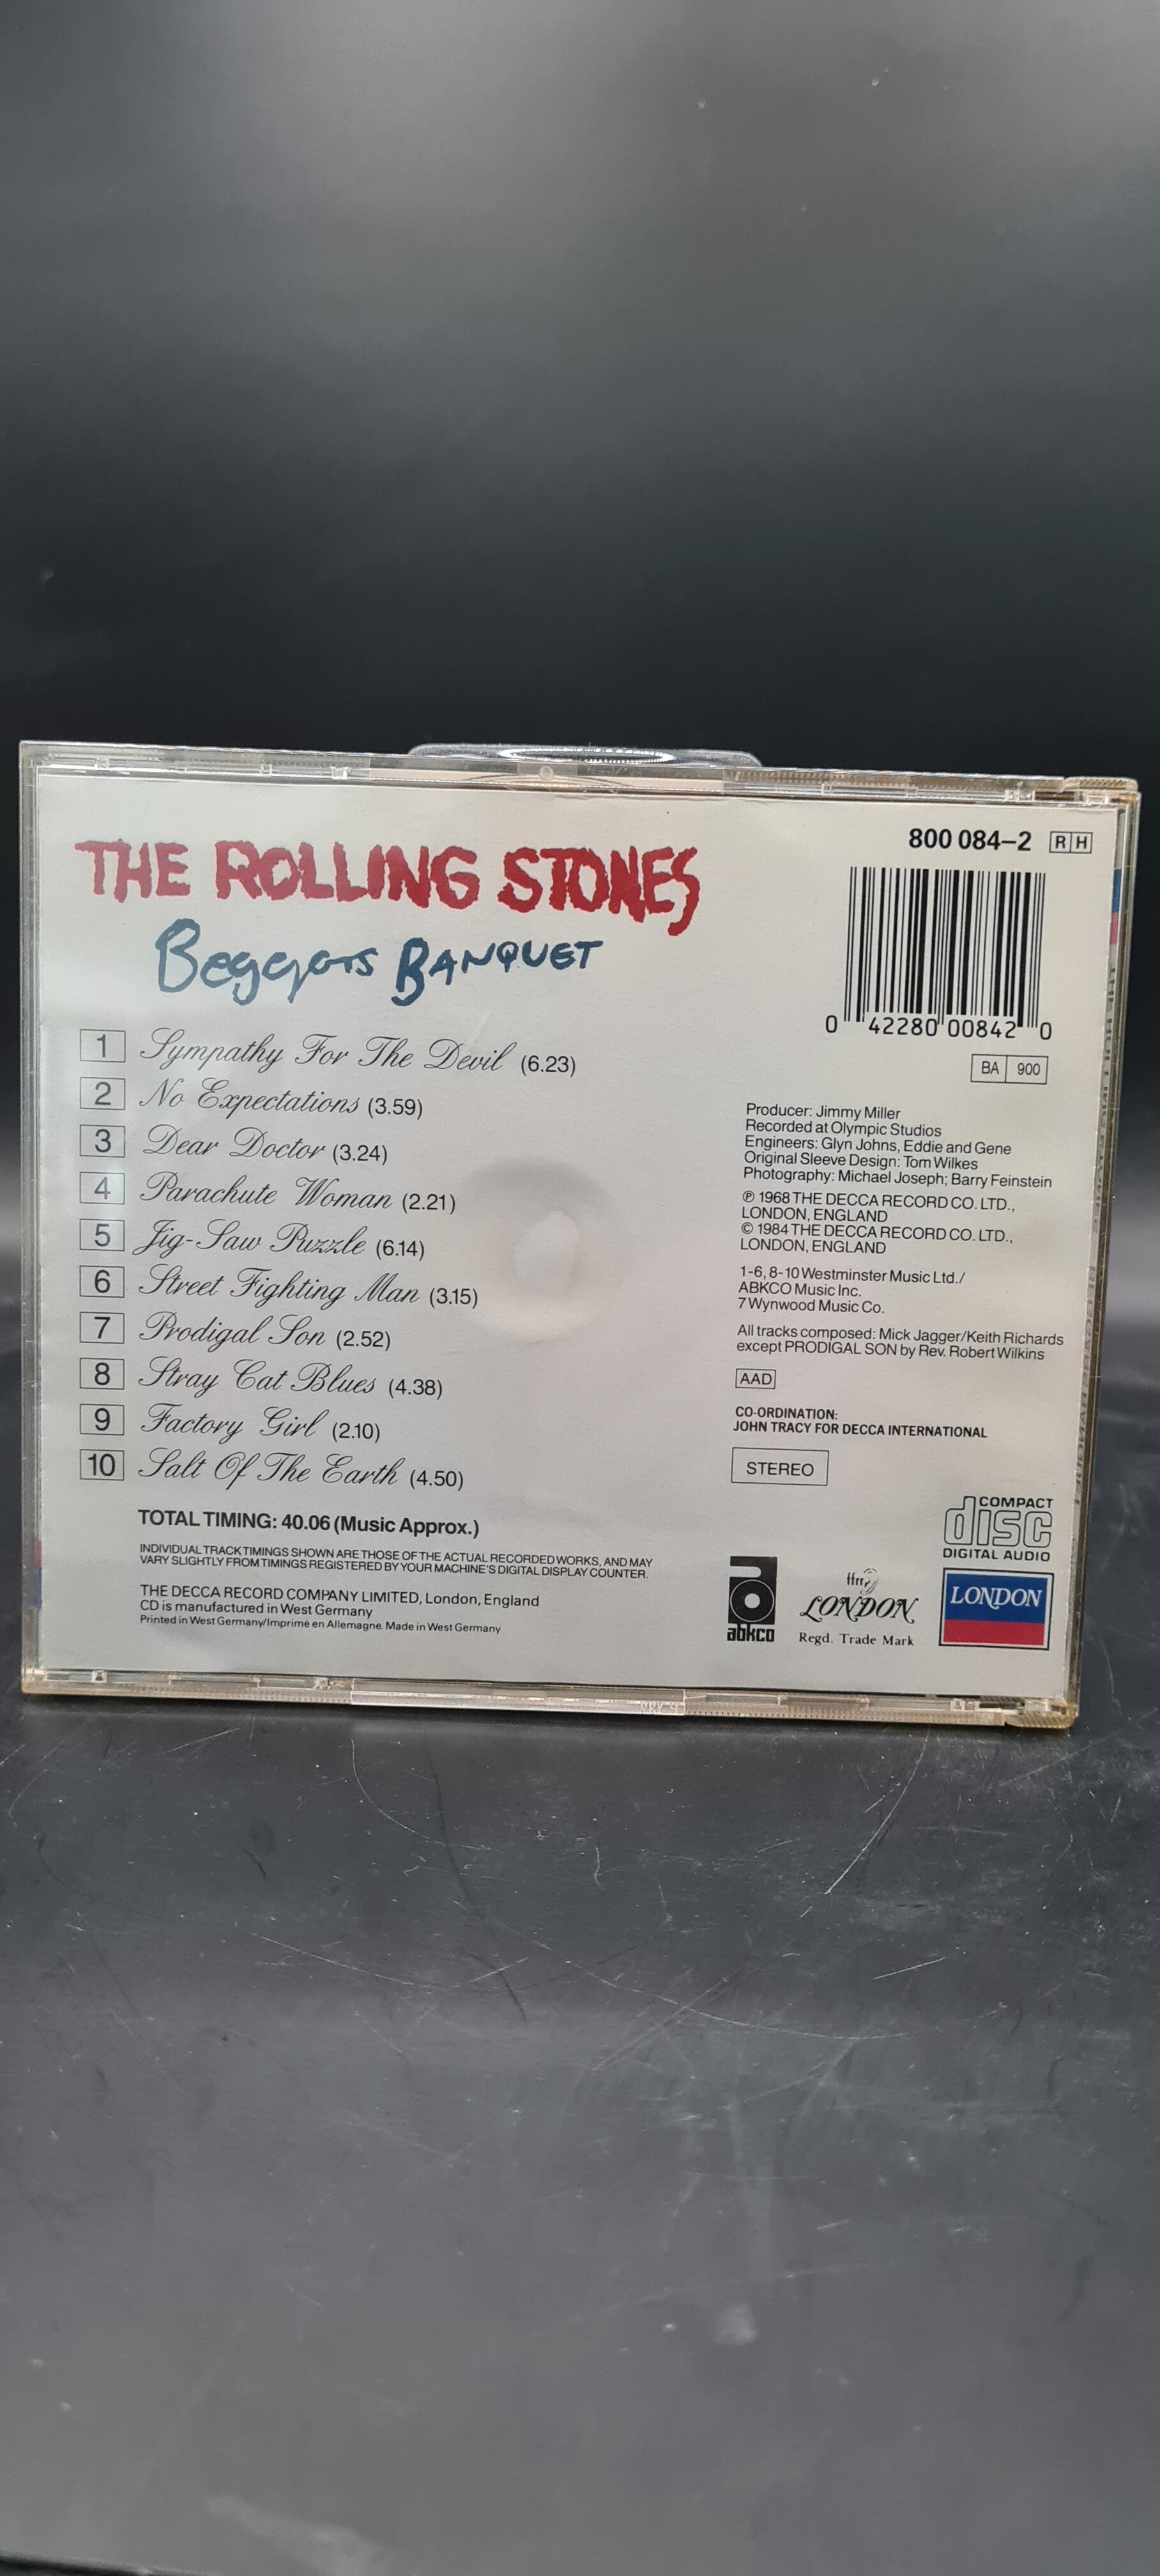 THE ROLLING STONES
Beggars BANQUET
1 Sympathy For The Devil (6.23)
2 No Expectations (3.59)
3 Dear Doctor (3.24)
4 Parachute Woman (2.21)
5 Jig-Saw Puzzle (6.14)
6 Street Fighting Man (3.15)
7 Prodigal Son (2.52)
8 Stray Cat Blues (4.38)
9 Factory Girl (2.10)
10 Salt Of The Earth (4.50)
TOTAL TIMING: 40.06 (Music Approx.)
INDIVIDUAL TRACK TIMINGS SHOWN ARE THOSE OF THE ACTUAL RECORDED WORKS, AND MAY
VARY SLIGHTLY FROM TIMINGS REGISTERED BY YOUR MACHINE'S DIGITAL DISPLAY COUNTER.
THE DECCA RECORD COMPANY LIMITED, London, England
CD is manufactured in West Germany
Printed in West Germany/Imprimé en Allemagne. Made in West Germany
800 084-2 RH
0 42280 00842 0
BA 900
Producer: Jimmy Miller
Recorded at Olympic Studios
Engineers: Glyn Johns, Eddie and Gene
Original Sleeve Design: Tom Wilkes
Photography: Michael Joseph; Barry Feinstein
℗ 1968 THE DECCA RECORD CO. LTD.,
LONDON, ENGLAND
© 1984 THE DECCA RECORD CO. LTD.,
LONDON, ENGLAND
1-6, 8-10 Westminster Music Ltd./
ABKCO Music Inc.
7 Wynwood Music Co.
All tracks composed: Mick Jagger/Keith Richards
except PRODIGAL SON by Rev. Robert Wilkins
AAD
CO-ORDINATION:
JOHN TRACY FOR DECCA INTERNATIONAL
STEREO
COMPACT
disc
DIGITAL AUDIO
abkco
ffrr
LONDON
Regd. Trade Mark
LONDON